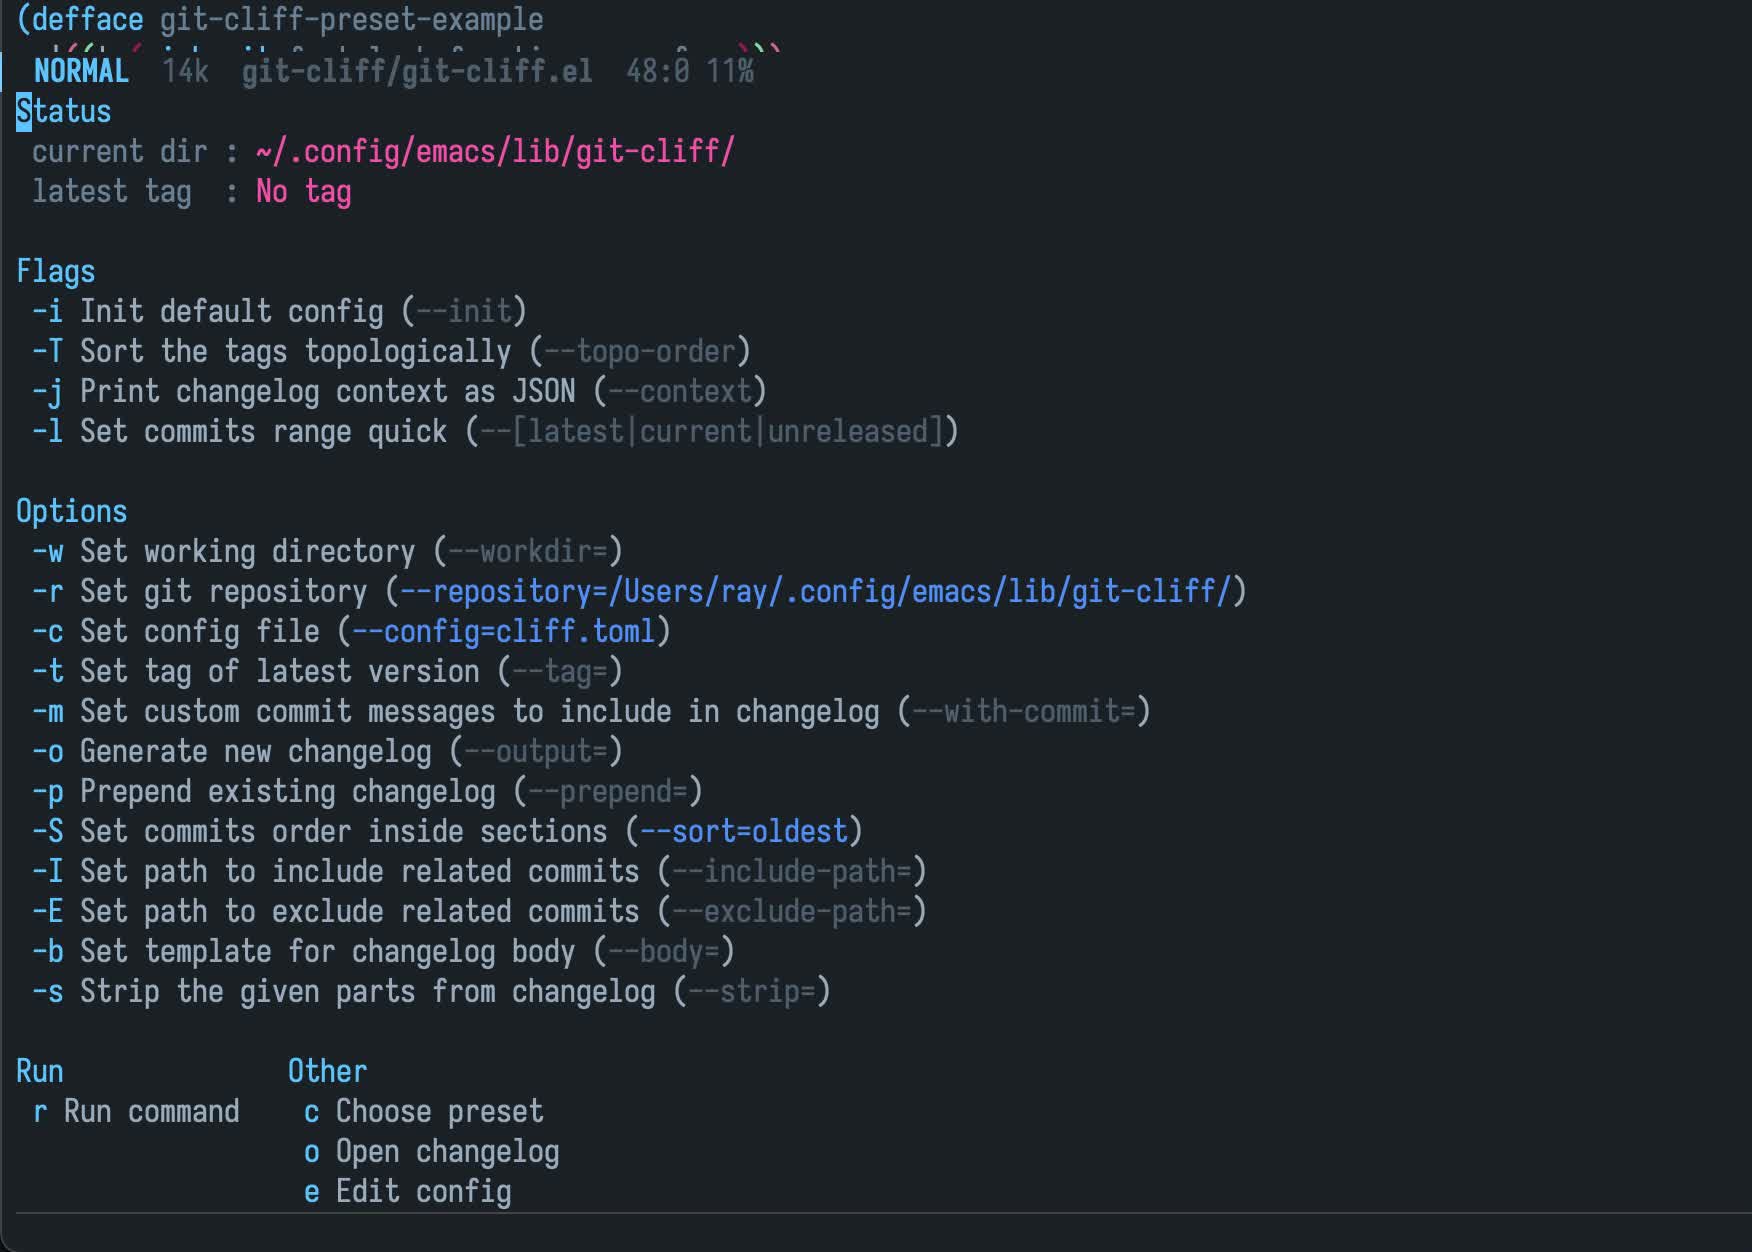 (defface git-cliff-preset-example
NORMAL 14k git-cliff/git-cliff.el 48:0 11%
Status
current dir : ~/.config/emacs/lib/git-cliff/
latest tag : No tag
Flags
-i Init default config (--init)
-T Sort the tags topologically (--topo-order)
-j Print changelog context as JSON (--context)
-l Set commits range quick (--[latest|current|unreleased])
Options
-w Set working directory (--workdir=)
-r Set git repository (--repository=/Users/ray/.config/emacs/lib/git-cliff/)
-c Set config file (--config=cliff.toml)
-t Set tag of latest version (--tag=)
-m Set custom commit messages to include in changelog (--with-commit=)
-o Generate new changelog (--output=)
-p Prepend existing changelog (--prepend=)
-S Set commits order inside sections (--sort=oldest)
-I Set path to include related commits (--include-path=)
-E Set path to exclude related commits (--exclude-path=)
-b Set template for changelog body (--body=)
-s Strip the given parts from changelog (--strip=)
Run Other
r Run command c Choose preset
o Open changelog
e Edit config